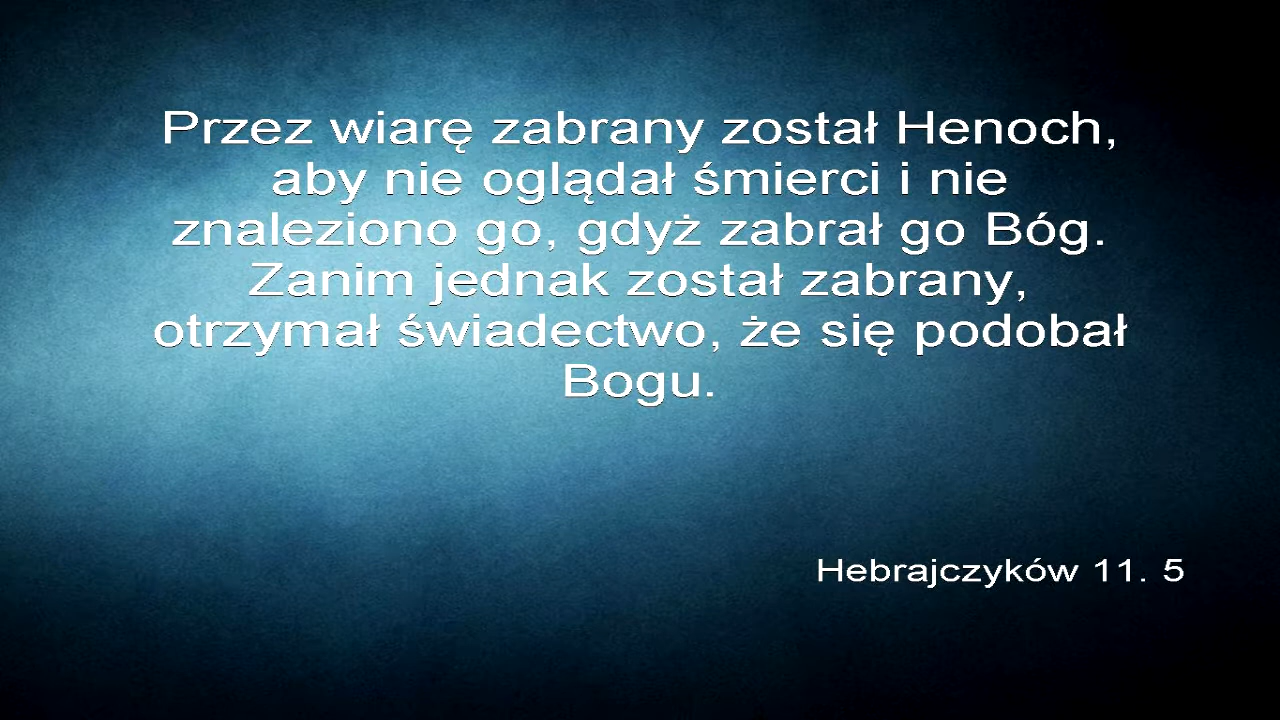 Przez wiarę zabrany został Henoch,
aby nie oglądał śmierci i nie
znaleziono go, gdyż zabrał go Bóg.
Zanim jednak został zabrany,
otrzymał świadectwo, że się podobał
Bogu.
Hebrajczyków 11. 5